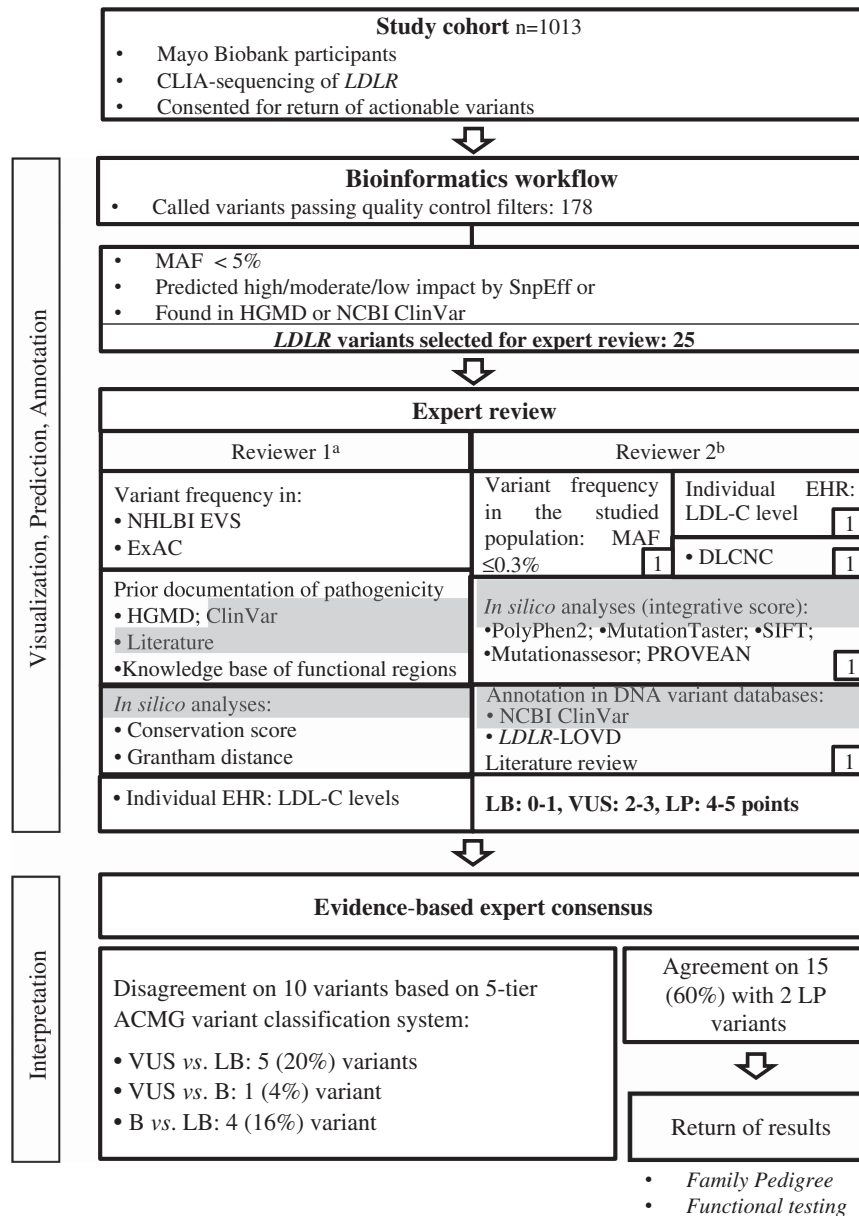 Study cohort n=1013
• Mayo Biobank participants
• CLIA-sequencing of LDLR
• Consented for return of actionable variants
Visualization, Prediction, Annotation
Bioinformatics workflow
• Called variants passing quality control filters: 178
• MAF < 5%
• Predicted high/moderate/low impact by SnpEff or
• Found in HGMD or NCBI ClinVar
LDLR variants selected for expert review: 25
Expert review
Reviewer 1a
Variant frequency in:
• NHLBI EVS
• ExAC
Prior documentation of pathogenicity
• HGMD; ClinVar
• Literature
•Knowledge base of functional regions
In silico analyses:
• Conservation score
• Grantham distance
• Individual EHR: LDL-C levels
Reviewer 2b
Variant frequency
in the studied
population: MAF
≤0.3%
1
Individual EHR:
LDL-C level
1
• DLCNC
1
In silico analyses (integrative score):
•PolyPhen2; •MutationTaster; •SIFT;
•Mutationassesor; PROVEAN
1
Annotation in DNA variant databases:
• NCBI ClinVar
• LDLR-LOVD
Literature review
1
LB: 0-1, VUS: 2-3, LP: 4-5 points
Interpretation
Evidence-based expert consensus
Disagreement on 10 variants based on 5-tier
ACMG variant classification system:
• VUS vs. LB: 5 (20%) variants
• VUS vs. B: 1 (4%) variant
• B vs. LB: 4 (16%) variant
Agreement on 15
(60%) with 2 LP
variants
Return of results
• Family Pedigree
• Functional testing